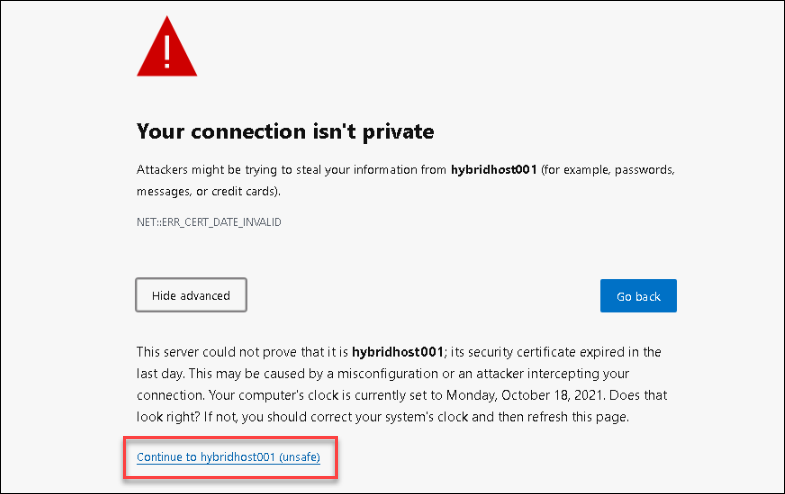 Your connection isn't private
Attackers might be trying to steal your information from hybridhost001 (for example, passwords,
messages, or credit cards).
NET::ERR_CERT_DATE_INVALID
Hide advanced
Go back
This server could not prove that it is hybridhost001; its security certificate expired in the
last day. This may be caused by a misconfiguration or an attacker intercepting your
connection. Your computer's clock is currently set to Monday, October 18, 2021. Does that
look right? If not, you should correct your system's clock and then refresh this page.
Continue to hybridhost001 (unsafe)